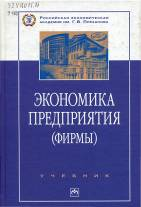 Российская экономическая
академия им. Г.В. Плеханова
ЭКОНОМИКА
ПРЕДПРИЯТИЯ
(ФИРМЫ)
УЧЕБНИК